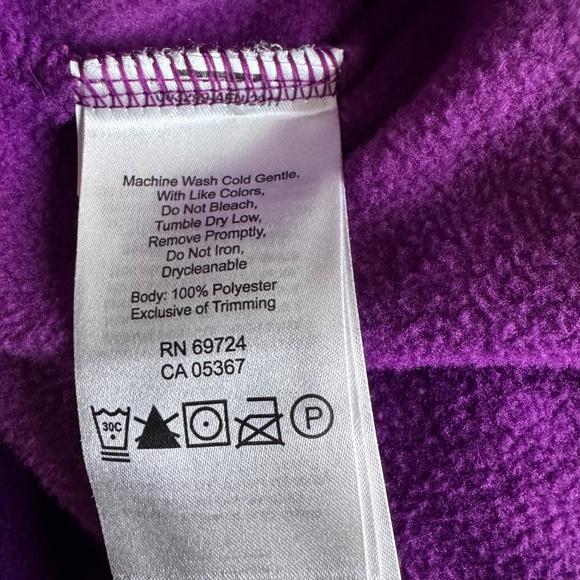 Machine Wash Cold Gentle,
With Like Colors,
Do Not Bleach,
Tumble Dry Low,
Remove Promptly,
Do Not Iron,
Drycleanable
Body: 100% Polyester
Exclusive of Trimming
RN 69724
CA 05367
30C
P